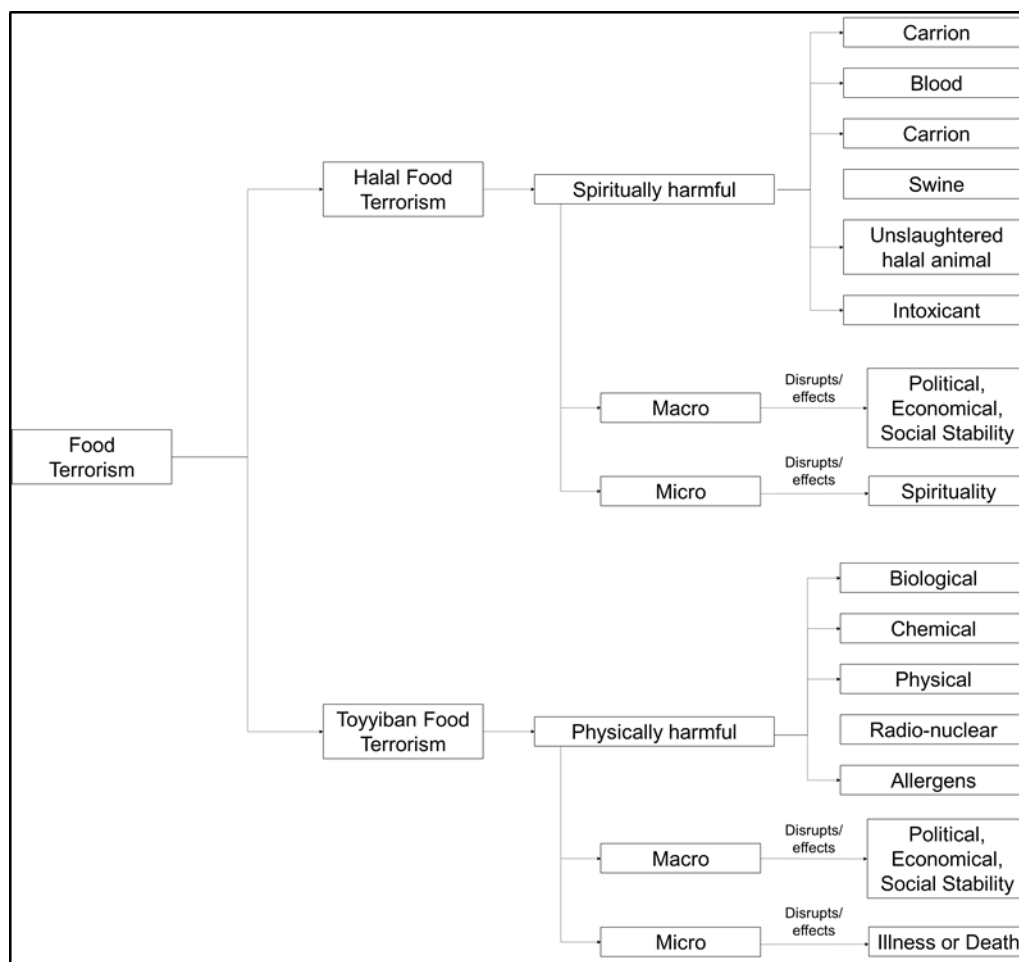 Carrion
Blood
Carrion
Swine
Unslaughtered
halal animal
Intoxicant
Halal Food
Terrorism
Spiritually harmful
Macro
Disrupts/
effects
Political,
Economical,
Social Stability
Micro
Disrupts/
effects
Spirituality
Food
Terrorism
Biological
Chemical
Physical
Radio-nuclear
Allergens
Toyyiban Food
Terrorism
Physically harmful
Macro
Disrupts/
effects
Political,
Economical,
Social Stability
Micro
Disrupts/
effects
Illness or Death